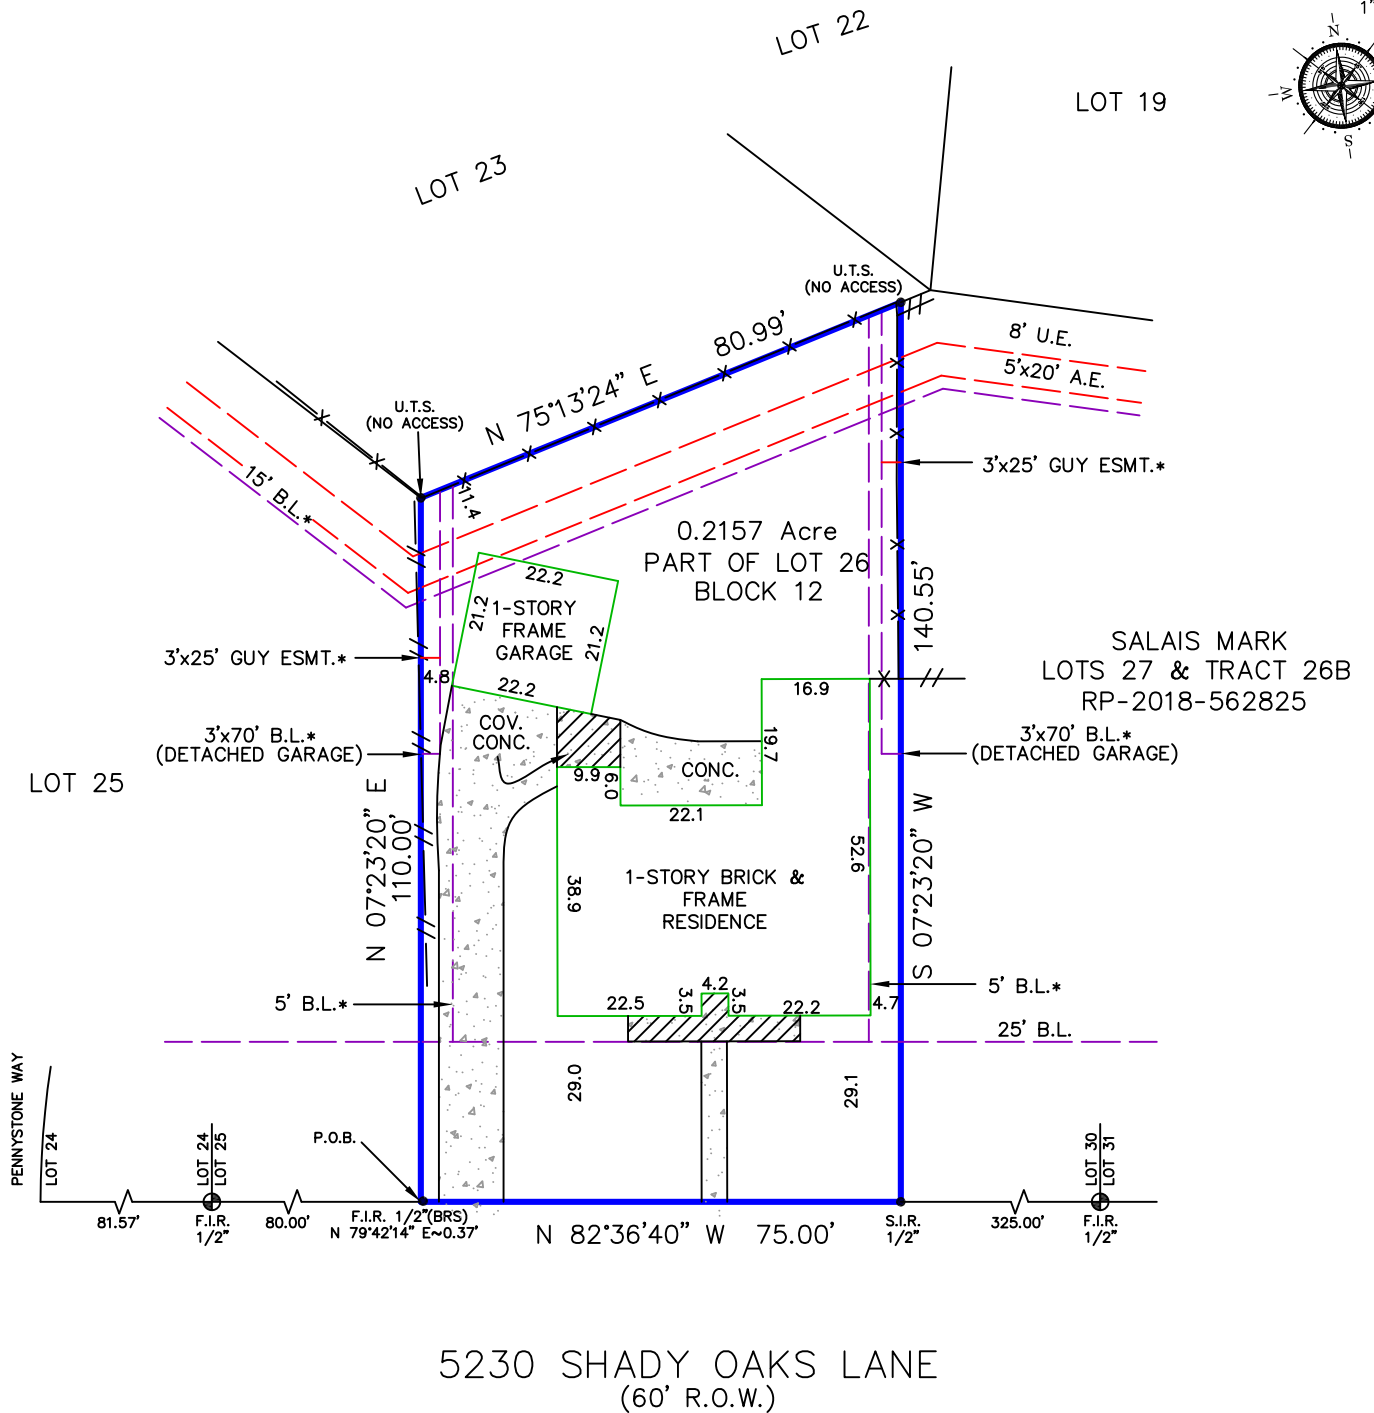 LOT 22
1"
N
W
S
LOT 19
LOT 23
U.T.S.
(NO ACCESS)
80.99'
N 75°13'24" E
8' U.E.
5'x20' A.E.
U.T.S.
(NO ACCESS)
3'x25' GUY ESMT.*
15' B.L.*
11.4
0.2157 Acre
PART OF LOT 26
BLOCK 12
22.2
21.2
1-STORY
FRAME
GARAGE
21.2
140.55'
SALAIS MARK
LOTS 27 & TRACT 26B
RP-2018-562825
3'x25' GUY ESMT.*
4.8
22.2
16.9
COV.
CONC.
19.7
3'x70' B.L.*
(DETACHED GARAGE)
3'x70' B.L.*
(DETACHED GARAGE)
9.9
6.0
CONC.
22.1
LOT 25
N 07°23'20" E
110.00'
52.6
38.9
1-STORY BRICK &
FRAME
RESIDENCE
S 07°23'20" W
5' B.L.*
5' B.L.*
22.5
3.5
4.2
3.5
22.2
4.7
25' B.L.
29.0
29.1
PENNYSTONE WAY
LOT 24
LOT 24
LOT 25
P.O.B.
LOT 30
LOT 31
81.57'
F.I.R.
1/2"
80.00'
F.I.R. 1/2"(BRS)
N 79°42'14" E~0.37'
N 82°36'40" W 75.00'
S.I.R.
1/2"
325.00'
F.I.R.
1/2"
5230 SHADY OAKS LANE
(60' R.O.W.)